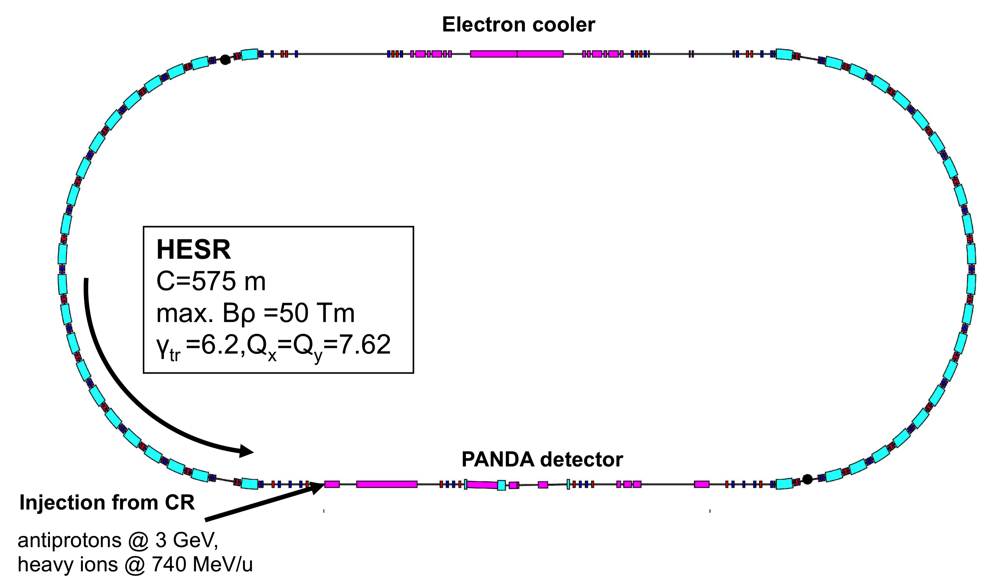 Electron cooler
HESR
C=575 m
max. Bρ =50 Tm
γtr =6.2,Qx=Qy=7.62
PANDA detector
Injection from CR
antiprotons @ 3 GeV,
heavy ions @ 740 MeV/u